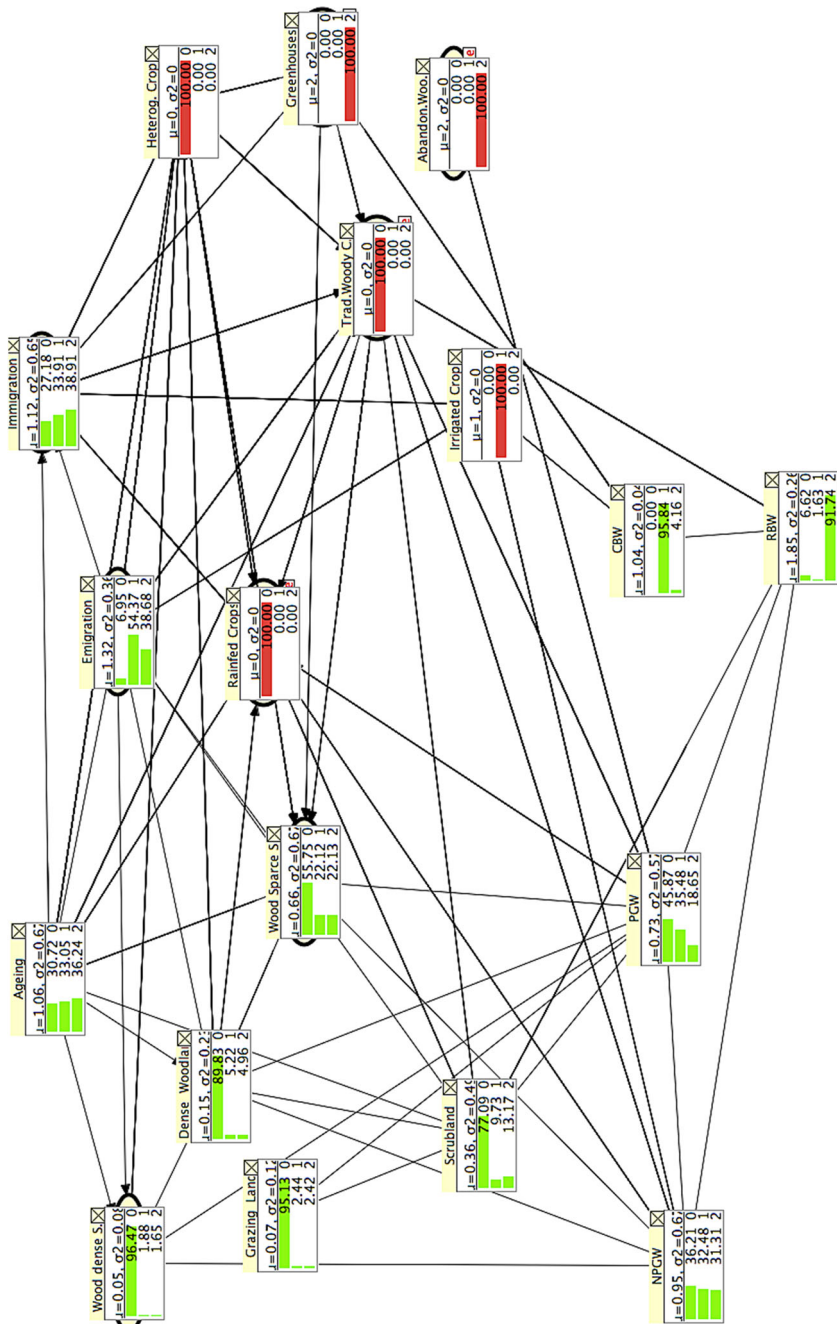 Wood dense S.
μ=0.05, σ2=0.08
96.47 0
1.88 1
1.65 2
Ageing
μ=1.06, σ2=0.67
30.72 0
33.05 1
36.24 2
Emigration
μ=1.32, σ2=0.36
6.95 0
54.37 1
38.68 2
Immigration
μ=1.12, σ2=0.65
27.18 0
33.91 1
38.91 2
Heterog. Crop
μ=0, σ2=0
100.00 0
0.00 1
0.00 2
Grazing Land
μ=0.07, σ2=0.12
95.13 0
2.44 1
2.42 2
Dense Woodla
μ=0.15, σ2=0.23
89.83 0
5.22 1
4.96 2
Wood Sparce S
μ=0.66, σ2=0.67
55.75 0
22.12 1
22.13 2
Rainfed Crops
μ=0, σ2=0
100.00 0
0.00 1
0.00 2
e
Trad.Woody C.
μ=0, σ2=0
100.00 0
0.00 1
0.00 2
e
Greenhouses
μ=2, σ2=0
0.00 0
0.00 1
100.00 2
Scrubland
μ=0.36, σ2=0.49
77.09 0
9.73 1
13.17 2
Irrigated Crop
μ=1, σ2=0
0.00 0
100.00 1
0.00 2
Abandon.Woo.
μ=2, σ2=0
0.00 0
0.00 1
100.00 2
e
NPGW
μ=0.95, σ2=0.67
36.21 0
32.48 1
31.31 2
PGW
μ=0.73, σ2=0.57
45.87 0
35.48 1
18.65 2
CBW
μ=1.04, σ2=0.04
0.00 0
95.84 1
4.16 2
RBW
μ=1.85, σ2=0.26
6.62 0
1.63 1
91.74 2